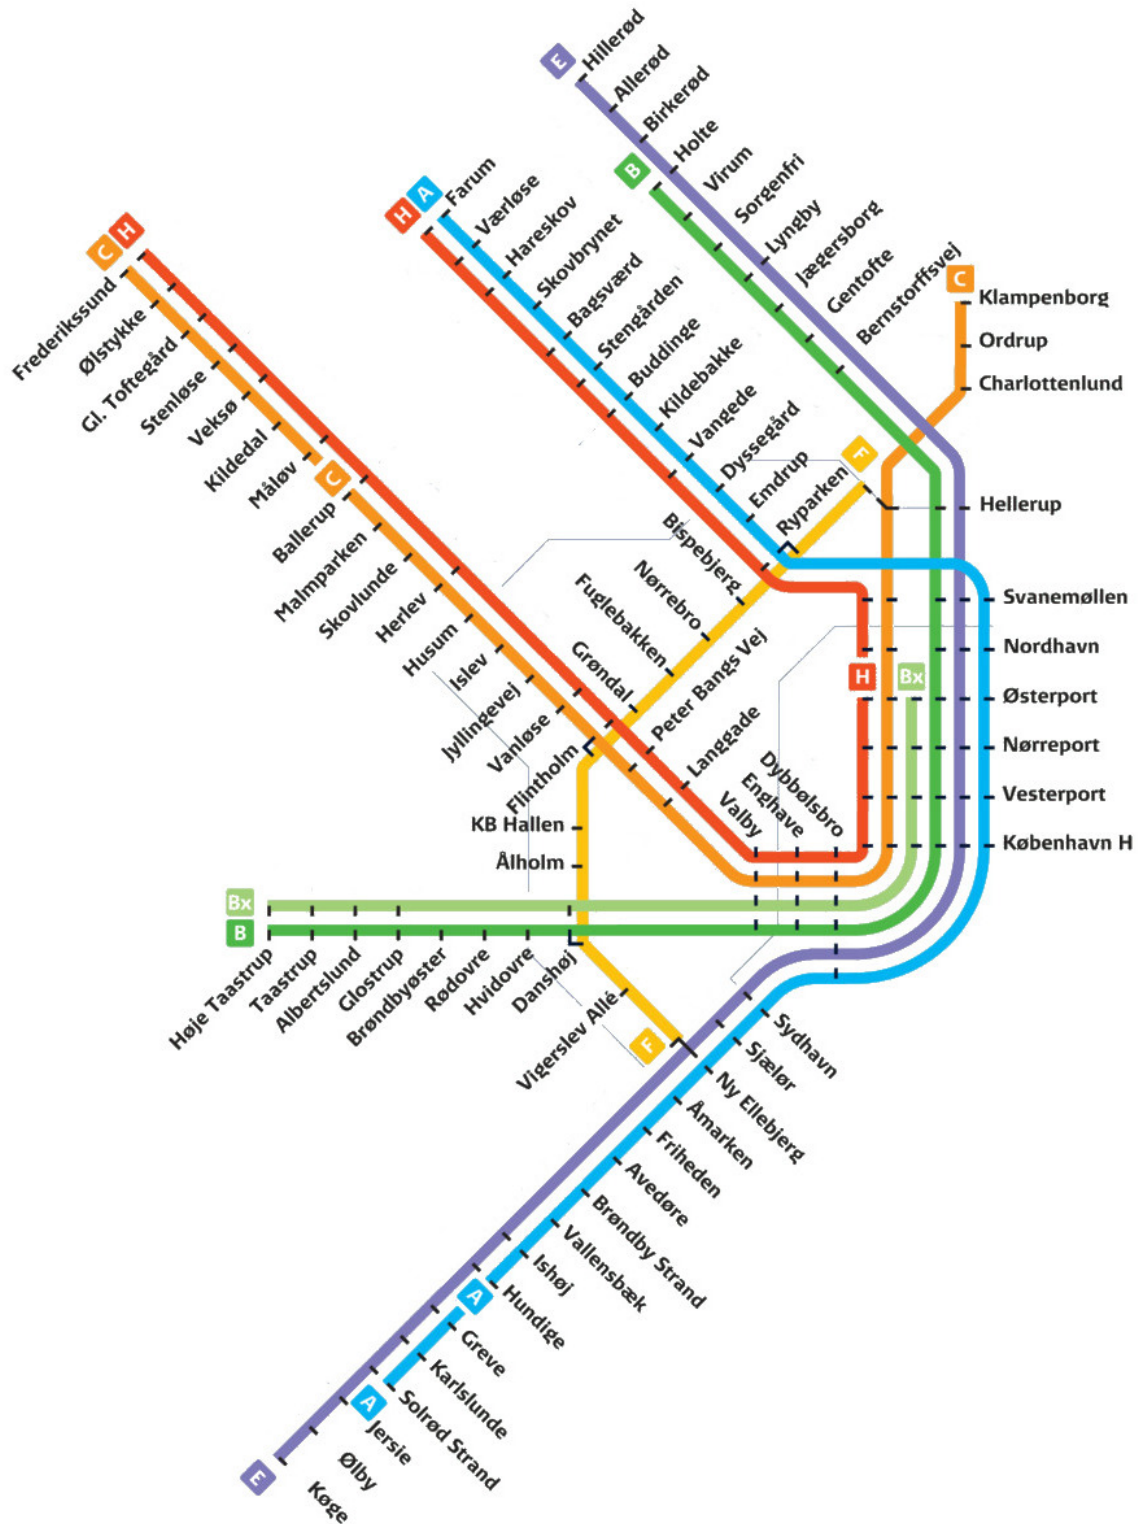 E
Hillerød
Allerød
Birkerød
Holte
Virum
Sorgenfri
Lyngby
Jægersborg
Gentofte
Bernstorffsvej
B
H
A
Farum
Værløse
Hareskov
Skovbrynet
Bagsværd
Stengården
Buddinge
Kildebakke
Vangede
Dyssegård
Emdrup
Ryparken
F
C
Klampenborg
Ordrup
Charlottenlund
Hellerup
Svanemøllen
Nordhavn
Østerport
Nørreport
Vesterport
København H
H
Bx
C
H
Frederikssund
Ølstykke
Gl. Toftegård
Stenløse
Veksø
Kildedal
Måløv
C
Ballerup
Malmparken
Skovlunde
Herlev
Husum
Islev
Jyllingevej
Vanløse
Flintholm
Bispebjerg
Nørrebro
Fuglebakken
Grøndal
Peter Bangs Vej
Langgade
Valby
Enghave
Dybbølsbro
KB Hallen
Ålholm
Bx
B
Høje Taastrup
Taastrup
Albertslund
Glostrup
Brøndbyøster
Rødovre
Hvidovre
Danshøj
Vigerslev Allé
F
Sydhavn
Sjælør
Ny Ellebjerg
Åmarken
Friheden
Avedøre
Brøndby Strand
Vallensbæk
Ishøj
Hundige
A
Greve
Karlslunde
Solrød Strand
A
Jersie
Ølby
Køge
E